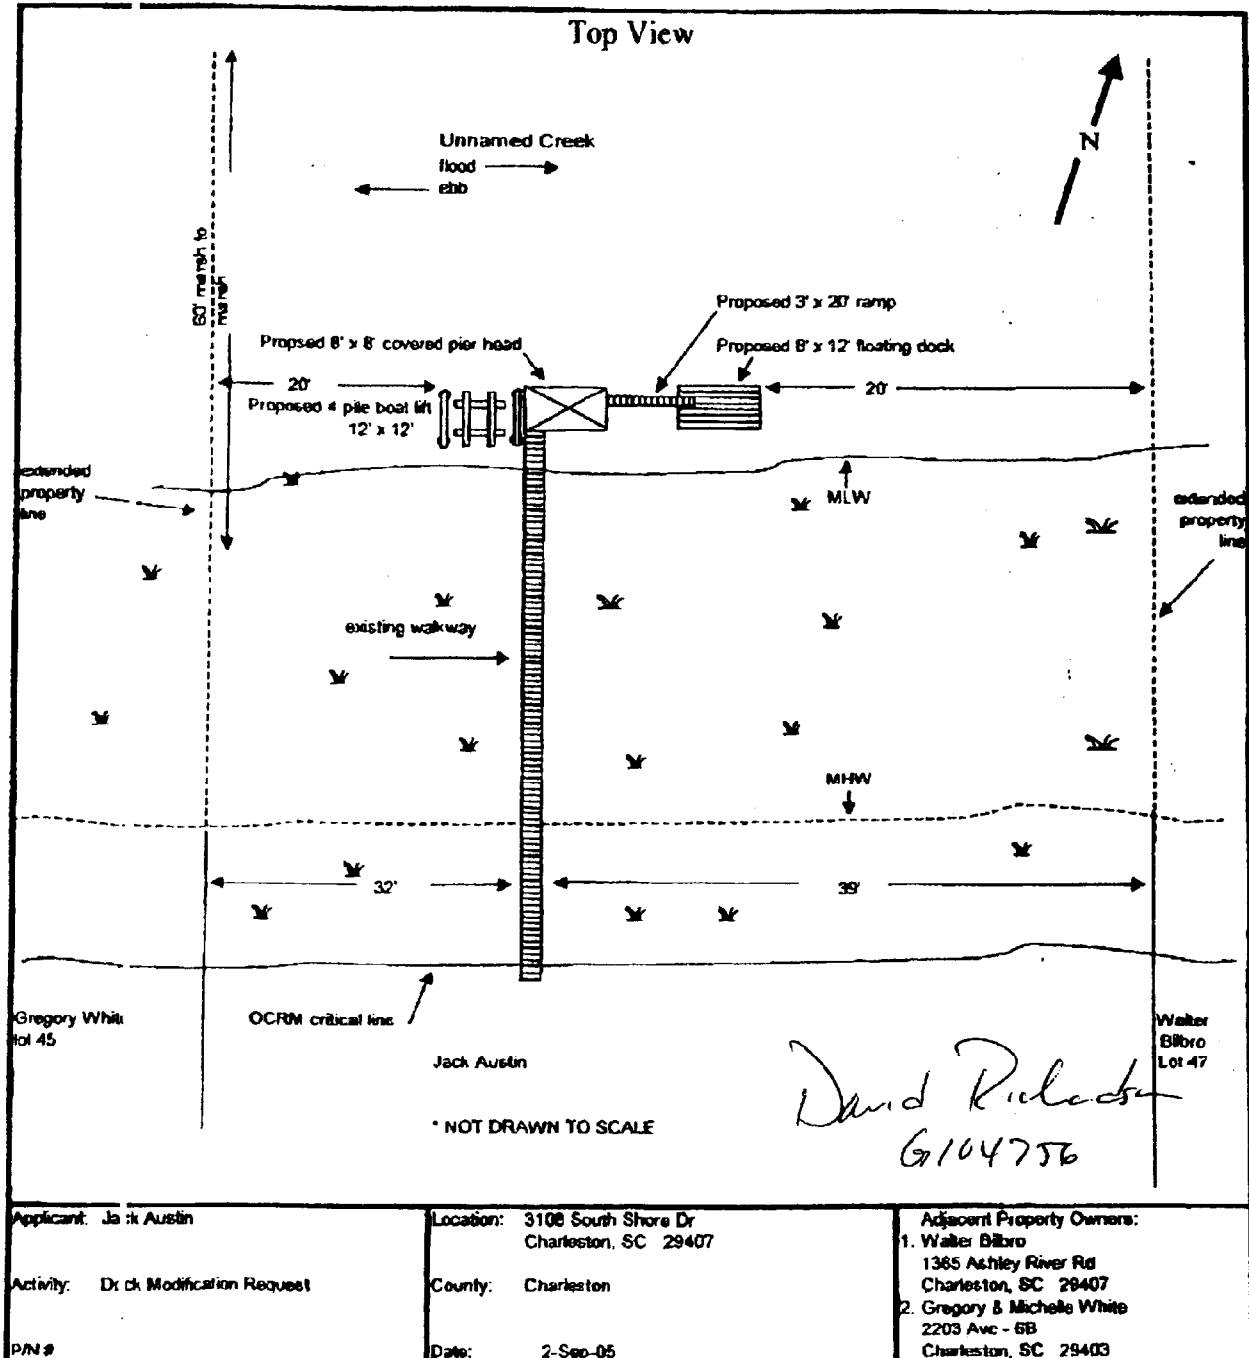 Top View
Unnamed Creek
flood
ebb
N
60' marsh to
marsh
Proposed 3' x 20' ramp
Propsed 8' x 8' covered pier head
Proposed 8' x 12' floating dock
20'
20'
Proposed 4 pile boat lift
12' x 12'
extended
property
line
MLW
extended
property
line
existing walkway
MHW
32'
39'
Gregory White
lot 45
OCRM critical line
Jack Austin
Walter
Bilbro
Lot 47
* NOT DRAWN TO SCALE
David Richardson
G104756
Applicant: Jack Austin
Activity: Dock Modification Request
P/N #
Location: 3108 South Shore Dr
Charleston, SC 29407
County: Charleston
Date: 2-Sep-05
Adjacent Property Owners:
1. Walter Bilbro
1365 Ashley River Rd
Charleston, SC 29407
2. Gregory & Michelle White
2203 Ave - 6B
Charleston, SC 29403